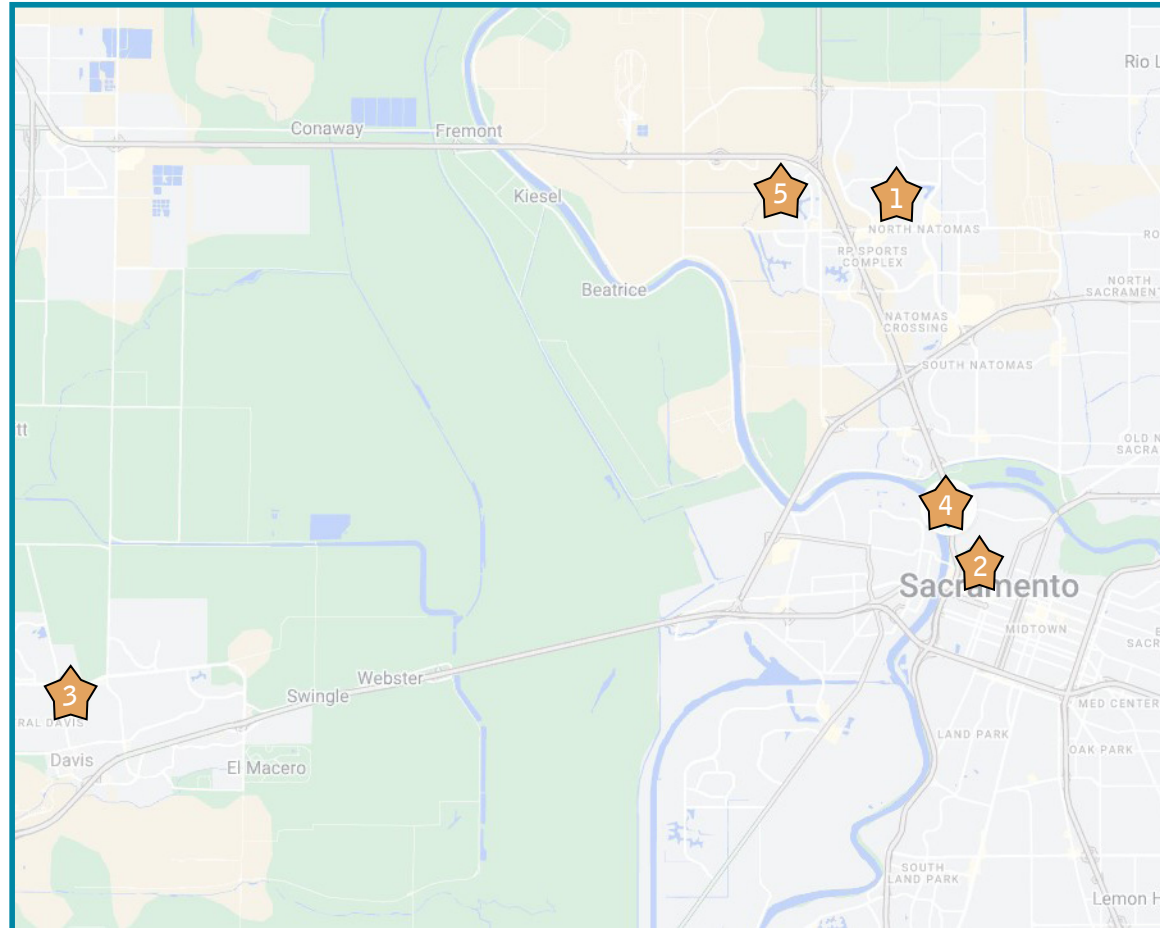 Rio L
Conaway
Fremont
Kiesel
5
1
NORTH NATOMAS
RO
RP SPORTS
COMPLEX
Beatrice
NORTH
SACRAMENT
NATOMAS
CROSSING
SOUTH NATOMAS
tt
OLD N
SACRA
4
2
Sacramento
MIDTOWN
E
SACR
Webster
Swingle
3
RAL DAVIS
MED CENTER
LAND PARK
OAK PARK
Davis
El Macero
SOUTH
LAND PARK
Lemon H